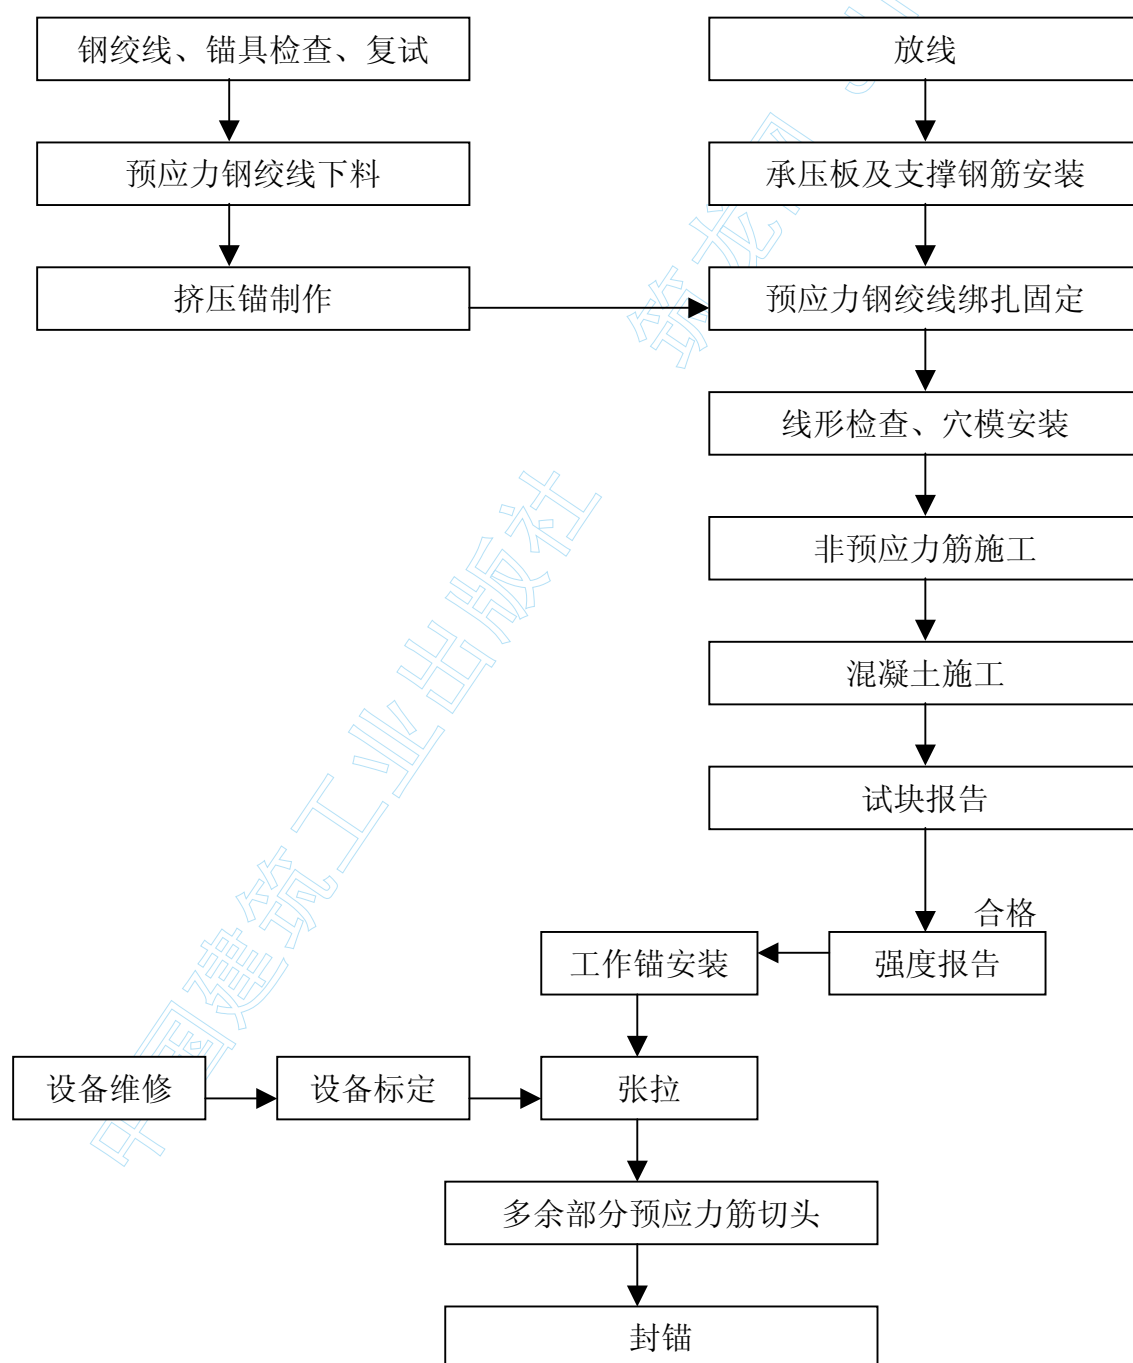 钢绞线、锚具检查、复试
放线
预应力钢绞线下料
承压板及支撑钢筋安装
挤压锚制作
预应力钢绞线绑扎固定
线形检查、穴模安装
非预应力筋施工
混凝土施工
试块报告
合格
工作锚安装
强度报告
设备维修
设备标定
张拉
多余部分预应力筋切头
封锚
中国建筑工业出版社